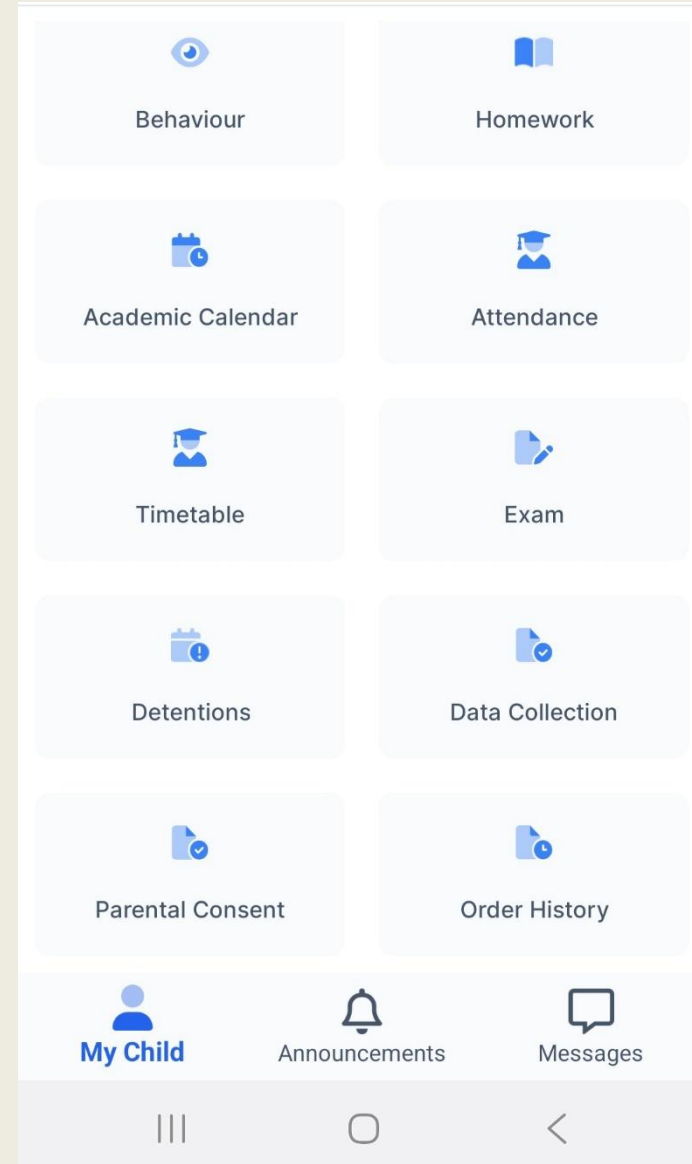 Behaviour
Homework
Academic Calendar
Attendance
Timetable
Exam
Detentions
Data Collection
Parental Consent
Order History
My Child
Announcements
Messages